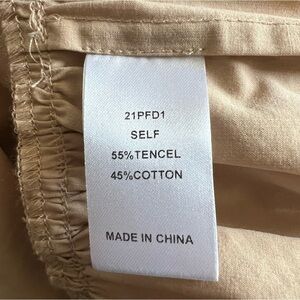 21PFD1
SELF
55%TENCEL
45%COTTON
MADE IN CHINA